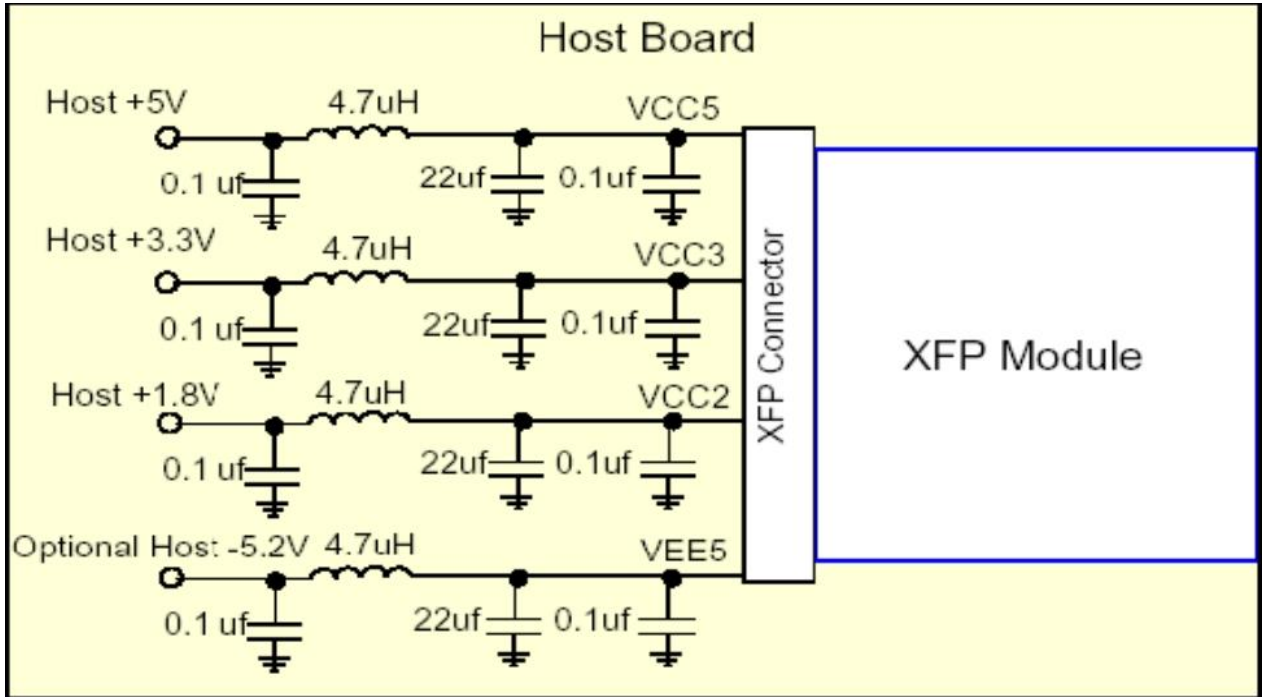 Host Board
Host +5V 4.7uH VCC5
0.1 uf 22uf 0.1uf
Host +3.3V 4.7uH VCC3
0.1 uf 22uf 0.1uf
Host +1.8V 4.7uH VCC2
0.1 uf 22uf 0.1uf
Optional Host -5.2V 4.7uH VEE5
0.1 uf 22uf 0.1uf
XFP Connector
XFP Module